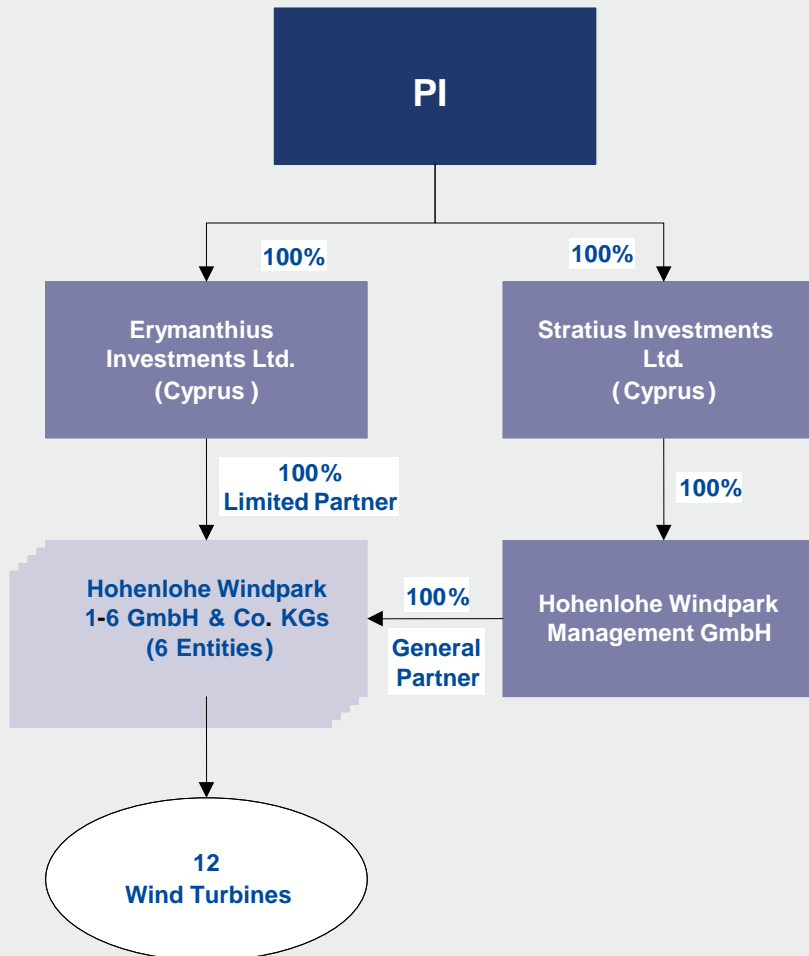 PI
100%
100%
Erymanthius
Investments Ltd.
(Cyprus )
Stratius Investments
Ltd.
( Cyprus )
100%
Limited Partner
100%
Hohenlohe Windpark
1-6 GmbH & Co. KGs
(6 Entities)
100%
General
Partner
Hohenlohe Windpark
Management GmbH
12
Wind Turbines